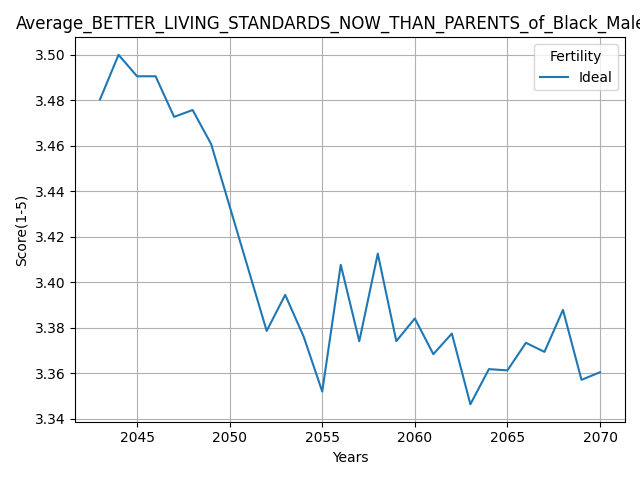 Average_BETTER_LIVING_STANDARDS_NOW_THAN_PARENTS_of_Black_Male
Fertility
Ideal
Score(1-5)
3.50
3.48
3.46
3.44
3.42
3.40
3.38
3.36
3.34
2045 2050 2055 2060 2065 2070
Years